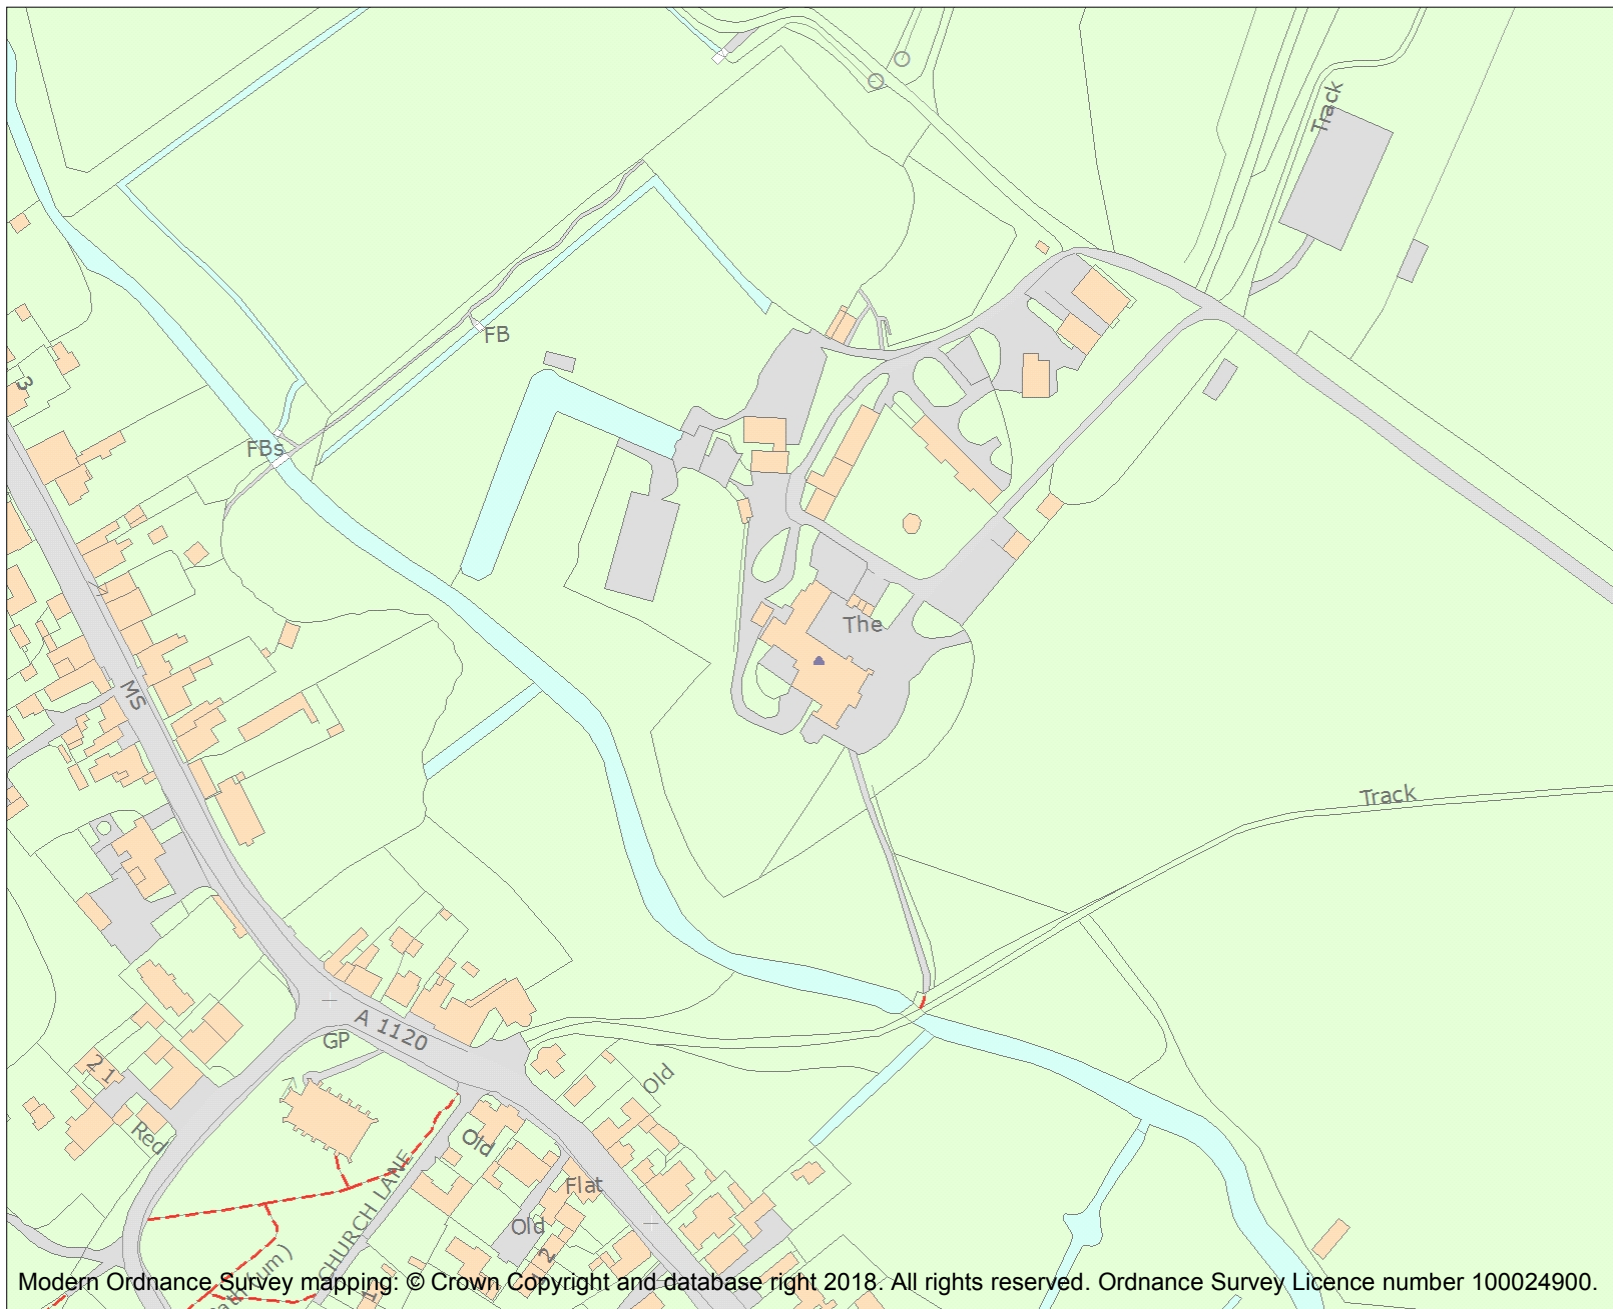 Track
FB
3
FBs
The
MS
Track
A 1120
GP
2 1
Old
Red
Old
CHURCH LANE
Flat
Old
2
Modern Ordnance Survey mapping: © Crown Copyright and database right 2018. All rights reserved. Ordnance Survey Licence number 100024900.